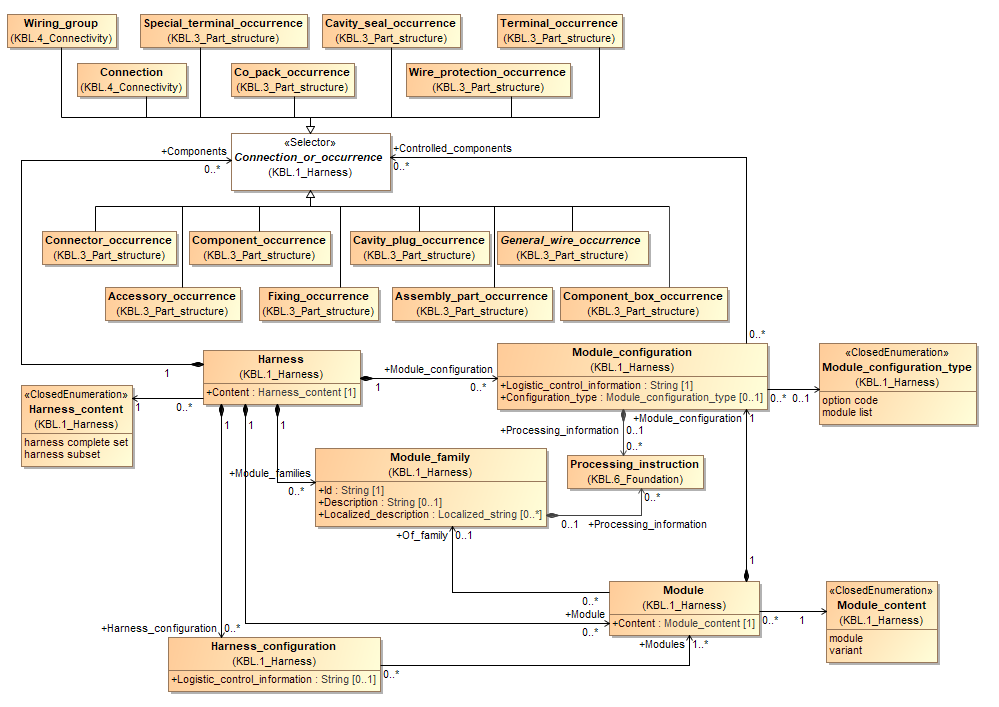 Wiring_group
(KBL.4_Connectivity)
Special_terminal_occurrence
(KBL.3_Part_structure)
Cavity_seal_occurrence
(KBL.3_Part_structure)
Terminal_occurrence
(KBL.3_Part_structure)
Connection
(KBL.4_Connectivity)
Co_pack_occurrence
(KBL.3_Part_structure)
Wire_protection_occurrence
(KBL.3_Part_structure)
«Selector»
Connection_or_occurrence
(KBL.1_Harness)
+Components
0..*
+Controlled_components
0..*
Connector_occurrence
(KBL.3_Part_structure)
Component_occurrence
(KBL.3_Part_structure)
Cavity_plug_occurrence
(KBL.3_Part_structure)
General_wire_occurrence
(KBL.3_Part_structure)
Accessory_occurrence
(KBL.3_Part_structure)
Fixing_occurrence
(KBL.3_Part_structure)
Assembly_part_occurrence
(KBL.3_Part_structure)
Component_box_occurrence
(KBL.3_Part_structure)
0..*
1
Harness
(KBL.1_Harness)
+Content : Harness_content [1]
+Module_configuration
1
0..*
Module_configuration
(KBL.1_Harness)
+Logistic_control_information : String [1]
+Configuration_type : Module_configuration_type [0..1]
0..*
0..1
«ClosedEnumeration»
Module_configuration_type
(KBL.1_Harness)
option code
module list
«ClosedEnumeration»
Harness_content
(KBL.1_Harness)
harness complete set
harness subset
1
0..*
1
1
1
+Module_configuration
1
+Processing_information
0..1
0..*
Processing_instruction
(KBL.6_Foundation)
0..*
+Module_families
0..*
Module_family
(KBL.1_Harness)
+Id : String [1]
+Description : String [0..1]
+Localized_description : Localized_string [0..*]
0..1
+Processing_information
+Of_family
0..1
1
0..*
Module
(KBL.1_Harness)
+Content : Module_content [1]
+Module
0..*
0..*
1
«ClosedEnumeration»
Module_content
(KBL.1_Harness)
module
variant
+Harness_configuration
0..*
Harness_configuration
(KBL.1_Harness)
+Logistic_control_information : String [0..1]
0..*
+Modules
1..*